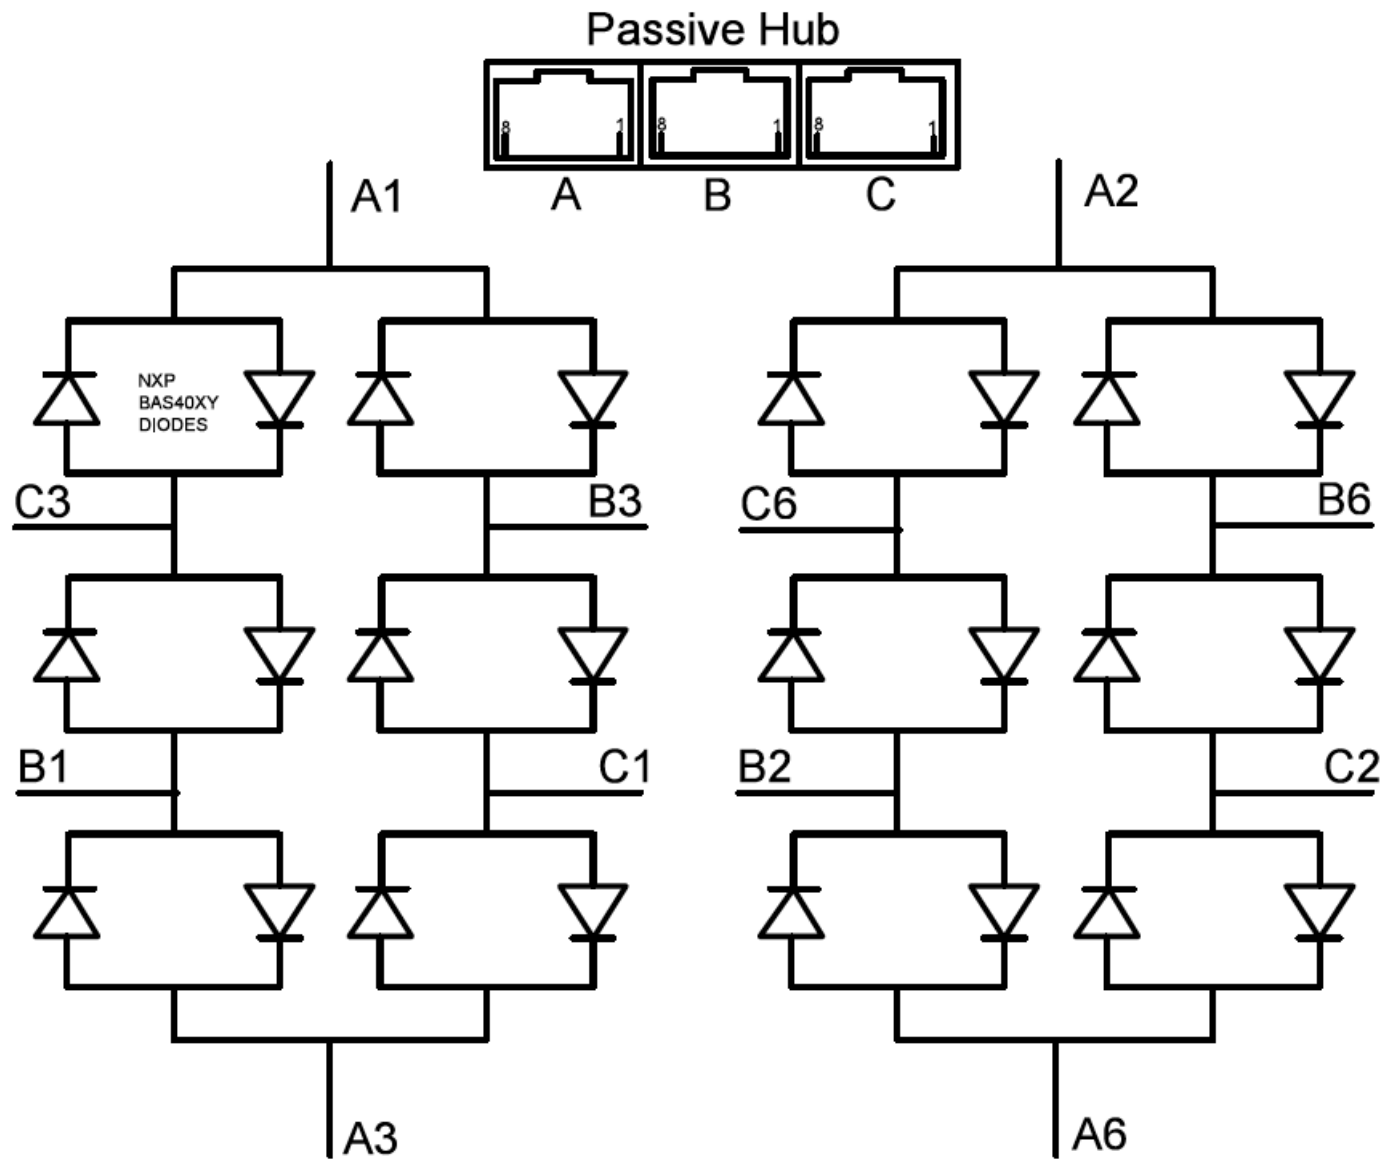 Passive Hub
8 1 8 1 8 1
A B C
A1 A2
NXP
BAS40XY
DIODES
C3 B3 C6 B6
B1 C1 B2 C2
A3 A6